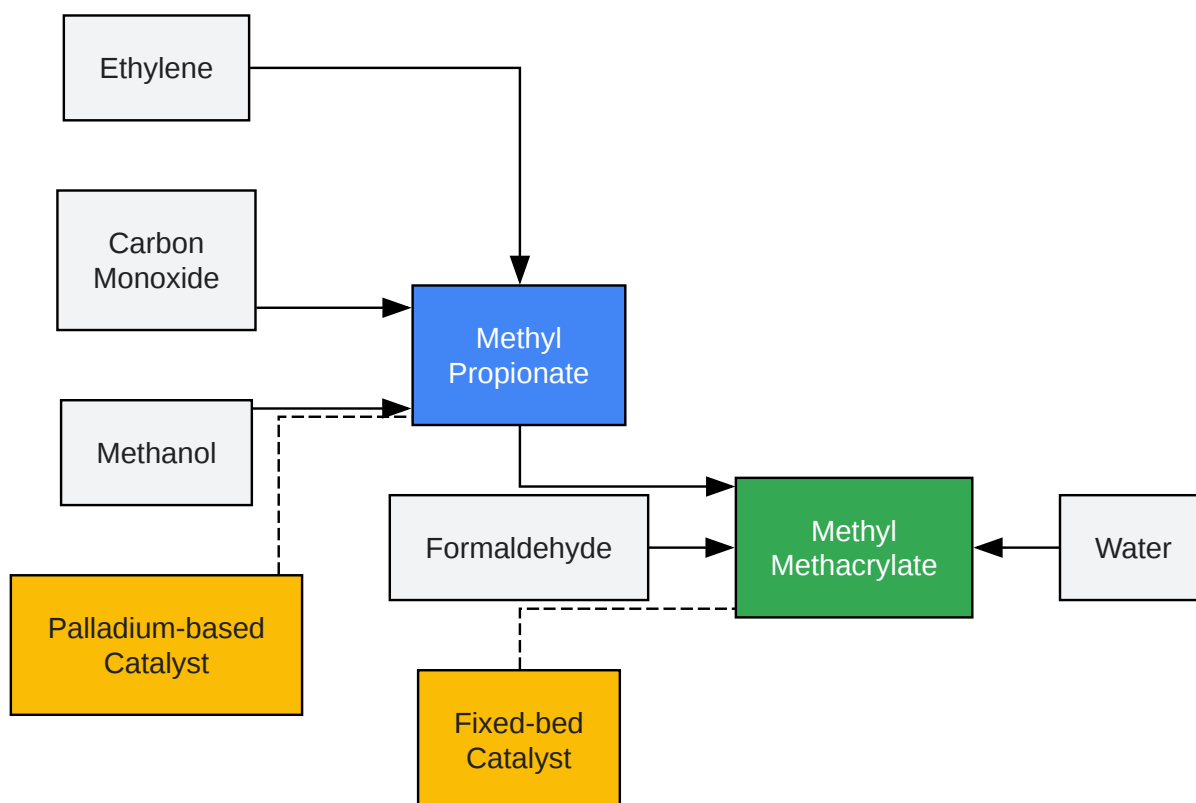 Ethylene
Carbon
Monoxide
Methyl
Propionate
Methanol
Formaldehyde
Methyl
Methacrylate
Water
Palladium-based
Catalyst
Fixed-bed
Catalyst